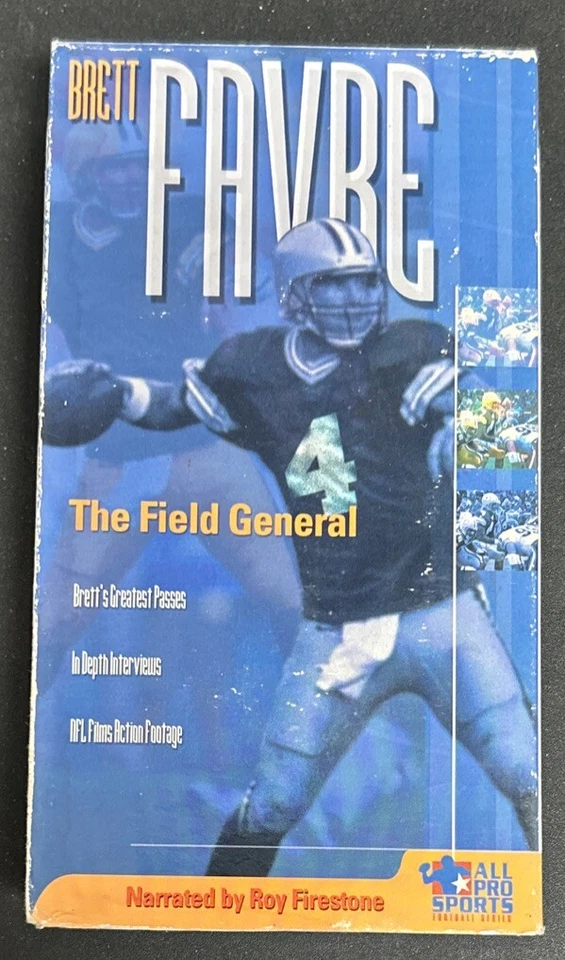 BRETT
FAVRE
4
The Field General
Brett's Greatest Passes
In Depth Interviews
NFL Films Action Footage
Narrated by Roy Firestone
ALL
PRO
SPORTS
FOOTBALL SERIES